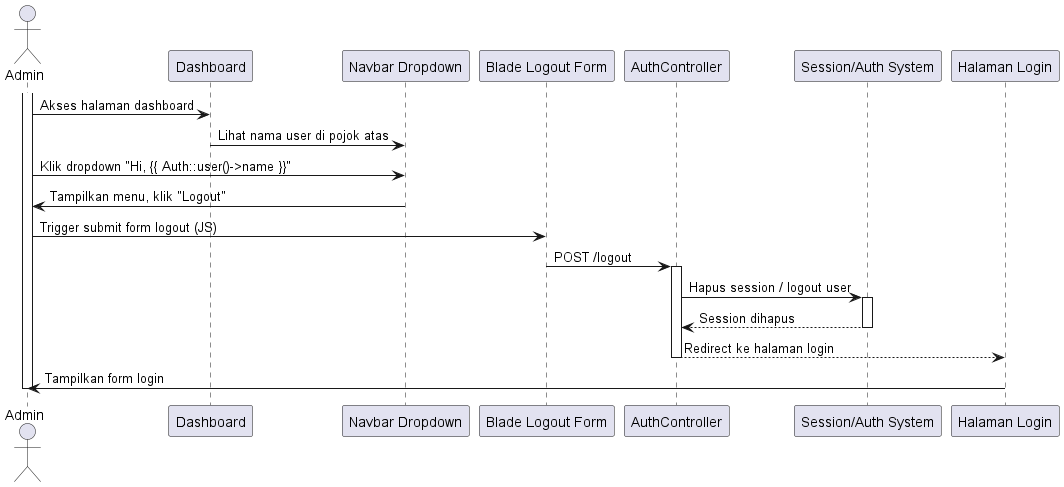 Admin
Dashboard
Navbar Dropdown
Blade Logout Form
AuthController
Session/Auth System
Halaman Login
Akses halaman dashboard
Lihat nama user di pojok atas
Klik dropdown "Hi, {{ Auth::user()->name }}"
Tampilkan menu, klik "Logout"
Trigger submit form logout (JS)
POST /logout
Hapus session / logout user
Session dihapus
Redirect ke halaman login
Tampilkan form login
Admin
Dashboard
Navbar Dropdown
Blade Logout Form
AuthController
Session/Auth System
Halaman Login